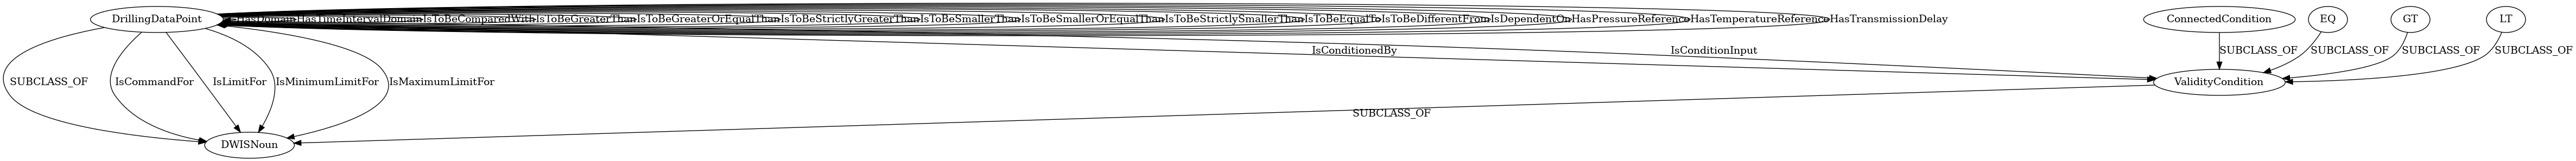 DrillingDataPoint
HasDomain
HasTimeIntervalDomain
IsToBeComparedWith
IsToBeGreaterThan
IsToBeGreaterOrEqualThan
IsToBeStrictlyGreaterThan
IsToBeSmallerThan
IsToBeSmallerOrEqualThan
IsToBeStrictlySmallerThan
IsToBeEqualTo
IsToBeDifferentFrom
IsDependentOn
HasPressureReference
HasTemperatureReference
HasTransmissionDelay
ConnectedCondition
EQ
GT
LT
IsConditionedBy
IsConditionInput
SUBCLASS_OF
SUBCLASS_OF
SUBCLASS_OF
SUBCLASS_OF
SUBCLASS_OF
IsCommandFor
IsLimitFor
IsMinimumLimitFor
IsMaximumLimitFor
ValidityCondition
SUBCLASS_OF
DWISNoun